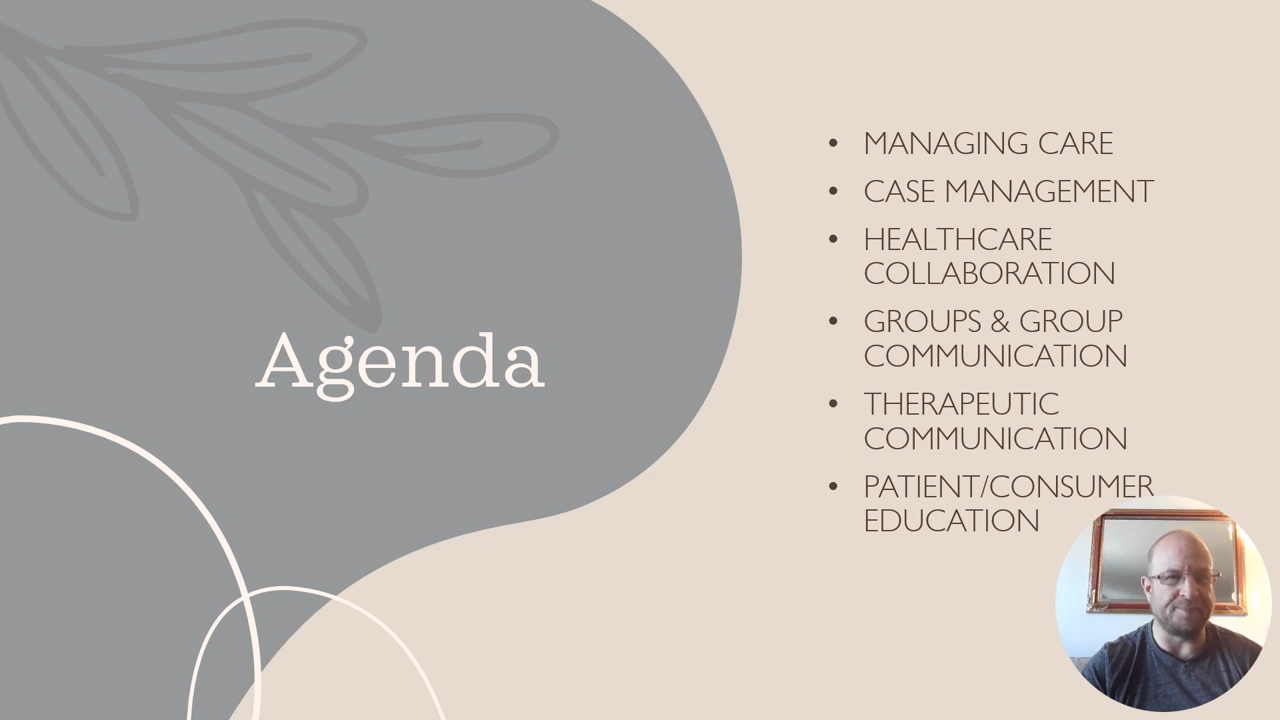 Agenda
• MANAGING CARE
• CASE MANAGEMENT
• HEALTHCARE
COLLABORATION
• GROUPS & GROUP
COMMUNICATION
• THERAPEUTIC
COMMUNICATION
• PATIENT/CONSUMER
EDUCATION